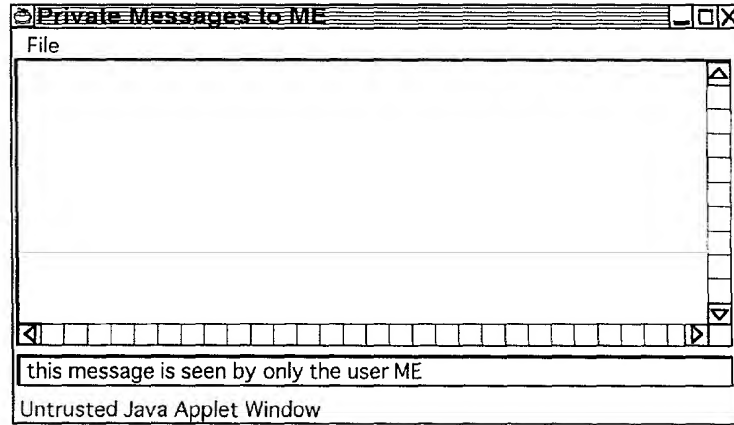 Private Messages to ME
File
this message is seen by only the user ME
Untrusted Java Applet Window